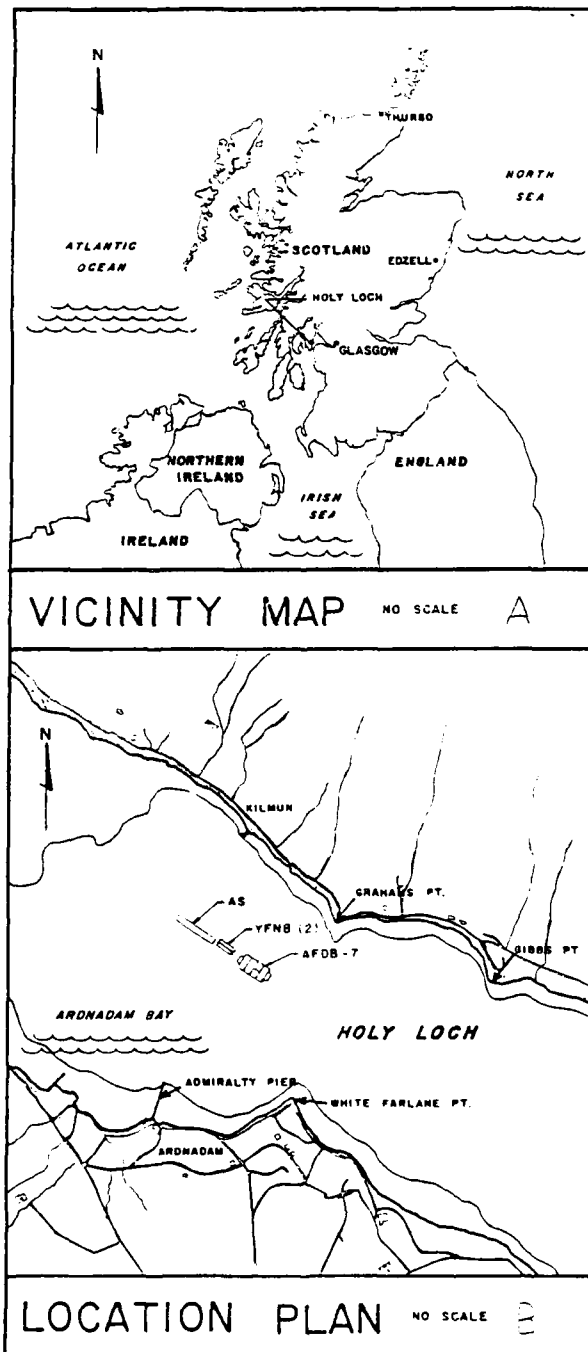 N
THURSO
NORTH
SEA
ATLANTIC
OCEAN
SCOTLAND
EDZELL
HOLY LOCH
GLASGOW
NORTHERN
IRELAND
ENGLAND
IRISH
SEA
IRELAND
VICINITY MAP NO SCALE A
N
KILMUN
GRAHAMS PT.
AS
YFNB (2)
GIBBS PT
AFDB-7
ARDNADAM BAY
HOLY LOCH
ADMIRALTY PIER
WHITE FARLANE PT.
ARDNADAM
LOCATION PLAN NO SCALE B